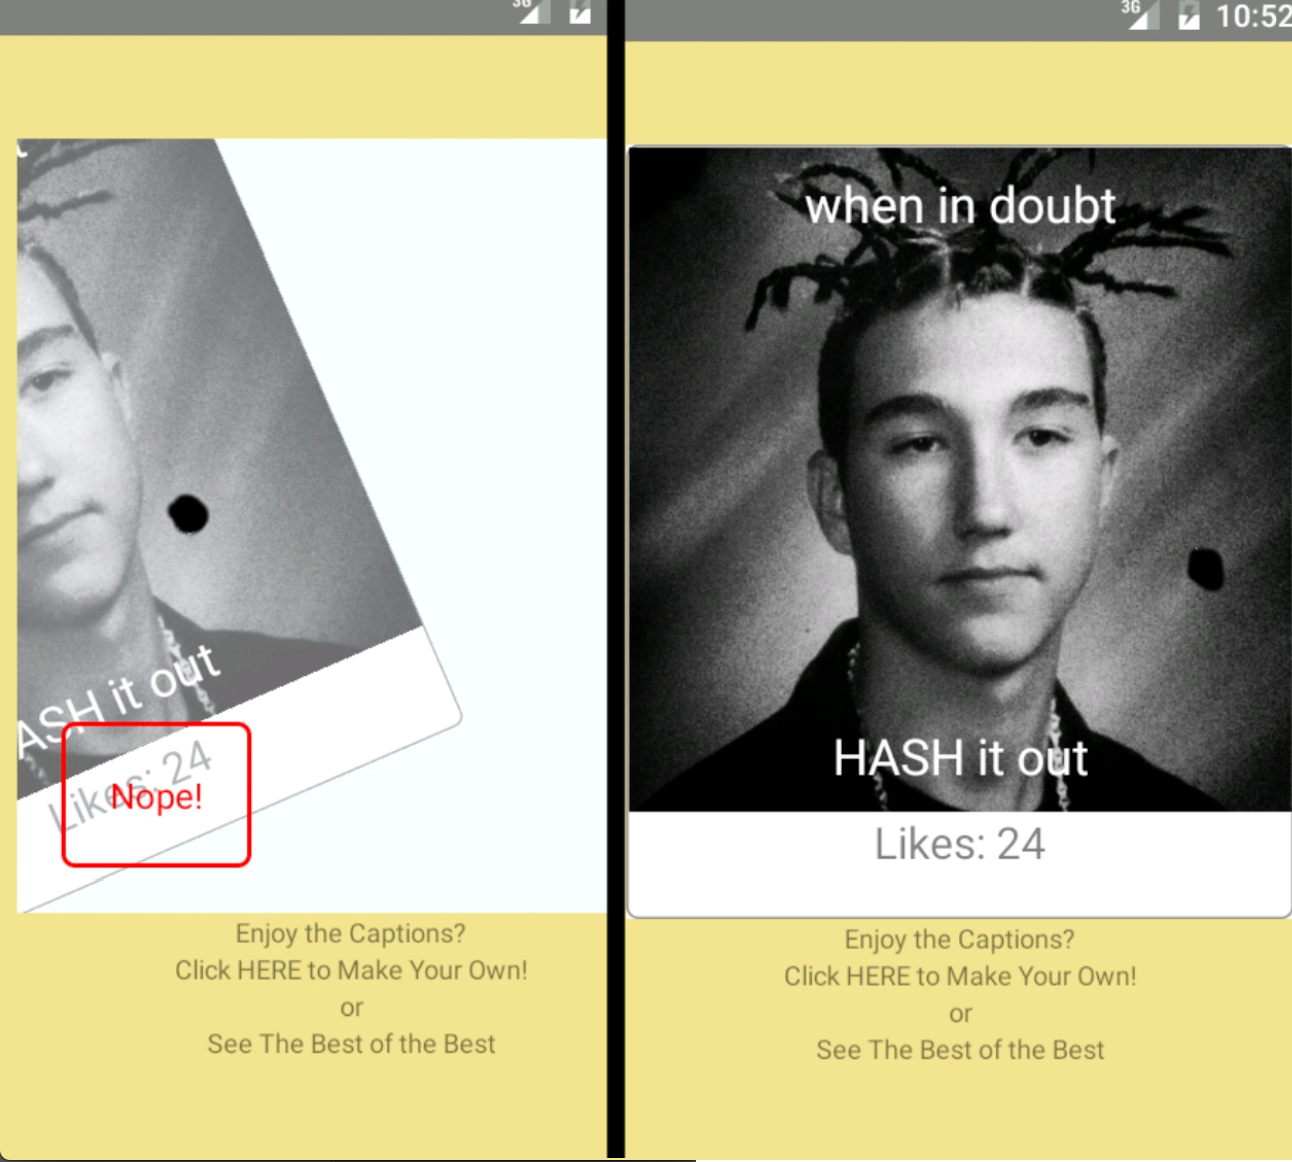 3G
t
ASH it out
Likes: 24
Nope!
Enjoy the Captions?
Click HERE to Make Your Own!
or
See The Best of the Best
3G 10:52
when in doubt
HASH it out
Likes: 24
Enjoy the Captions?
Click HERE to Make Your Own!
or
See The Best of the Best